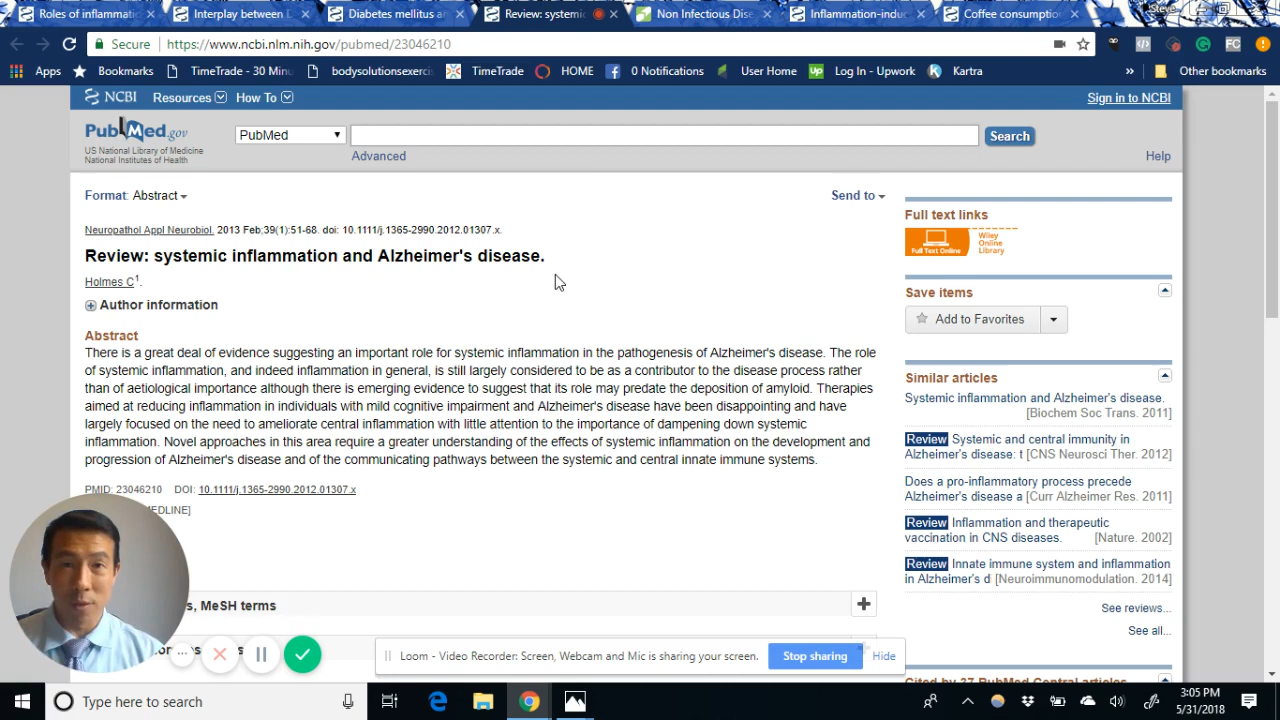 Roles of inflammati
Interplay between D
Diabetes mellitus an
Review: systemic
Non Infectious Dise
Inflammation-induc
Coffee consumption
Steve
Secure
https://www.ncbi.nlm.nih.gov/pubmed/23046210
Apps
Bookmarks
TimeTrade - 30 Minu
bodysolutionsexercis
TimeTrade
HOME
0 Notifications
User Home
Up Log In - Upwork
K Kartra
»
Other bookmarks
NCBI Resources How To
Sign in to NCBI
PubMed.gov
US National Library of Medicine
National Institutes of Health
PubMed
Search
Advanced
Help
Format: Abstract
Send to
Neuropathol Appl Neurobiol. 2013 Feb;39(1):51-68. doi: 10.1111/j.1365-2990.2012.01307.x.
Review: systemic inflammation and Alzheimer's disease.
Holmes C1.
Author information
Abstract
There is a great deal of evidence suggesting an important role for systemic inflammation in the pathogenesis of Alzheimer's disease. The role
of systemic inflammation, and indeed inflammation in general, is still largely considered to be as a contributor to the disease process rather
than of aetiological importance although there is emerging evidence to suggest that its role may predate the deposition of amyloid. Therapies
aimed at reducing inflammation in individuals with mild cognitive impairment and Alzheimer's disease have been disappointing and have
largely focused on the need to ameliorate central inflammation with little attention to the importance of dampening down systemic
inflammation. Novel approaches in this area require a greater understanding of the effects of systemic inflammation on the development and
progression of Alzheimer's disease and of the communicating pathways between the systemic and central innate immune systems.
PMID: 23046210 DOI: 10.1111/j.1365-2990.2012.01307.x
EDLINE]
s, MeSH terms
Full text links
Full Text Online
Wiley
Online
Library
Save items
Add to Favorites
Similar articles
Systemic inflammation and Alzheimer's disease.
[Biochem Soc Trans. 2011]
Review Systemic and central immunity in
Alzheimer's disease: t [CNS Neurosci Ther. 2012]
Does a pro-inflammatory process precede
Alzheimer's disease a [Curr Alzheimer Res. 2011]
Review Inflammation and therapeutic
vaccination in CNS diseases. [Nature. 2002]
Review Innate immune system and inflammation
in Alzheimer's d [Neuroimmunomodulation. 2014]
See reviews...
See all...
Cited by 37 PubMed Central articles
Loom - Video Recorder: Screen, Webcam and Mic is sharing your screen.
Stop sharing
Hide
Type here to search
3:05 PM
5/31/2018